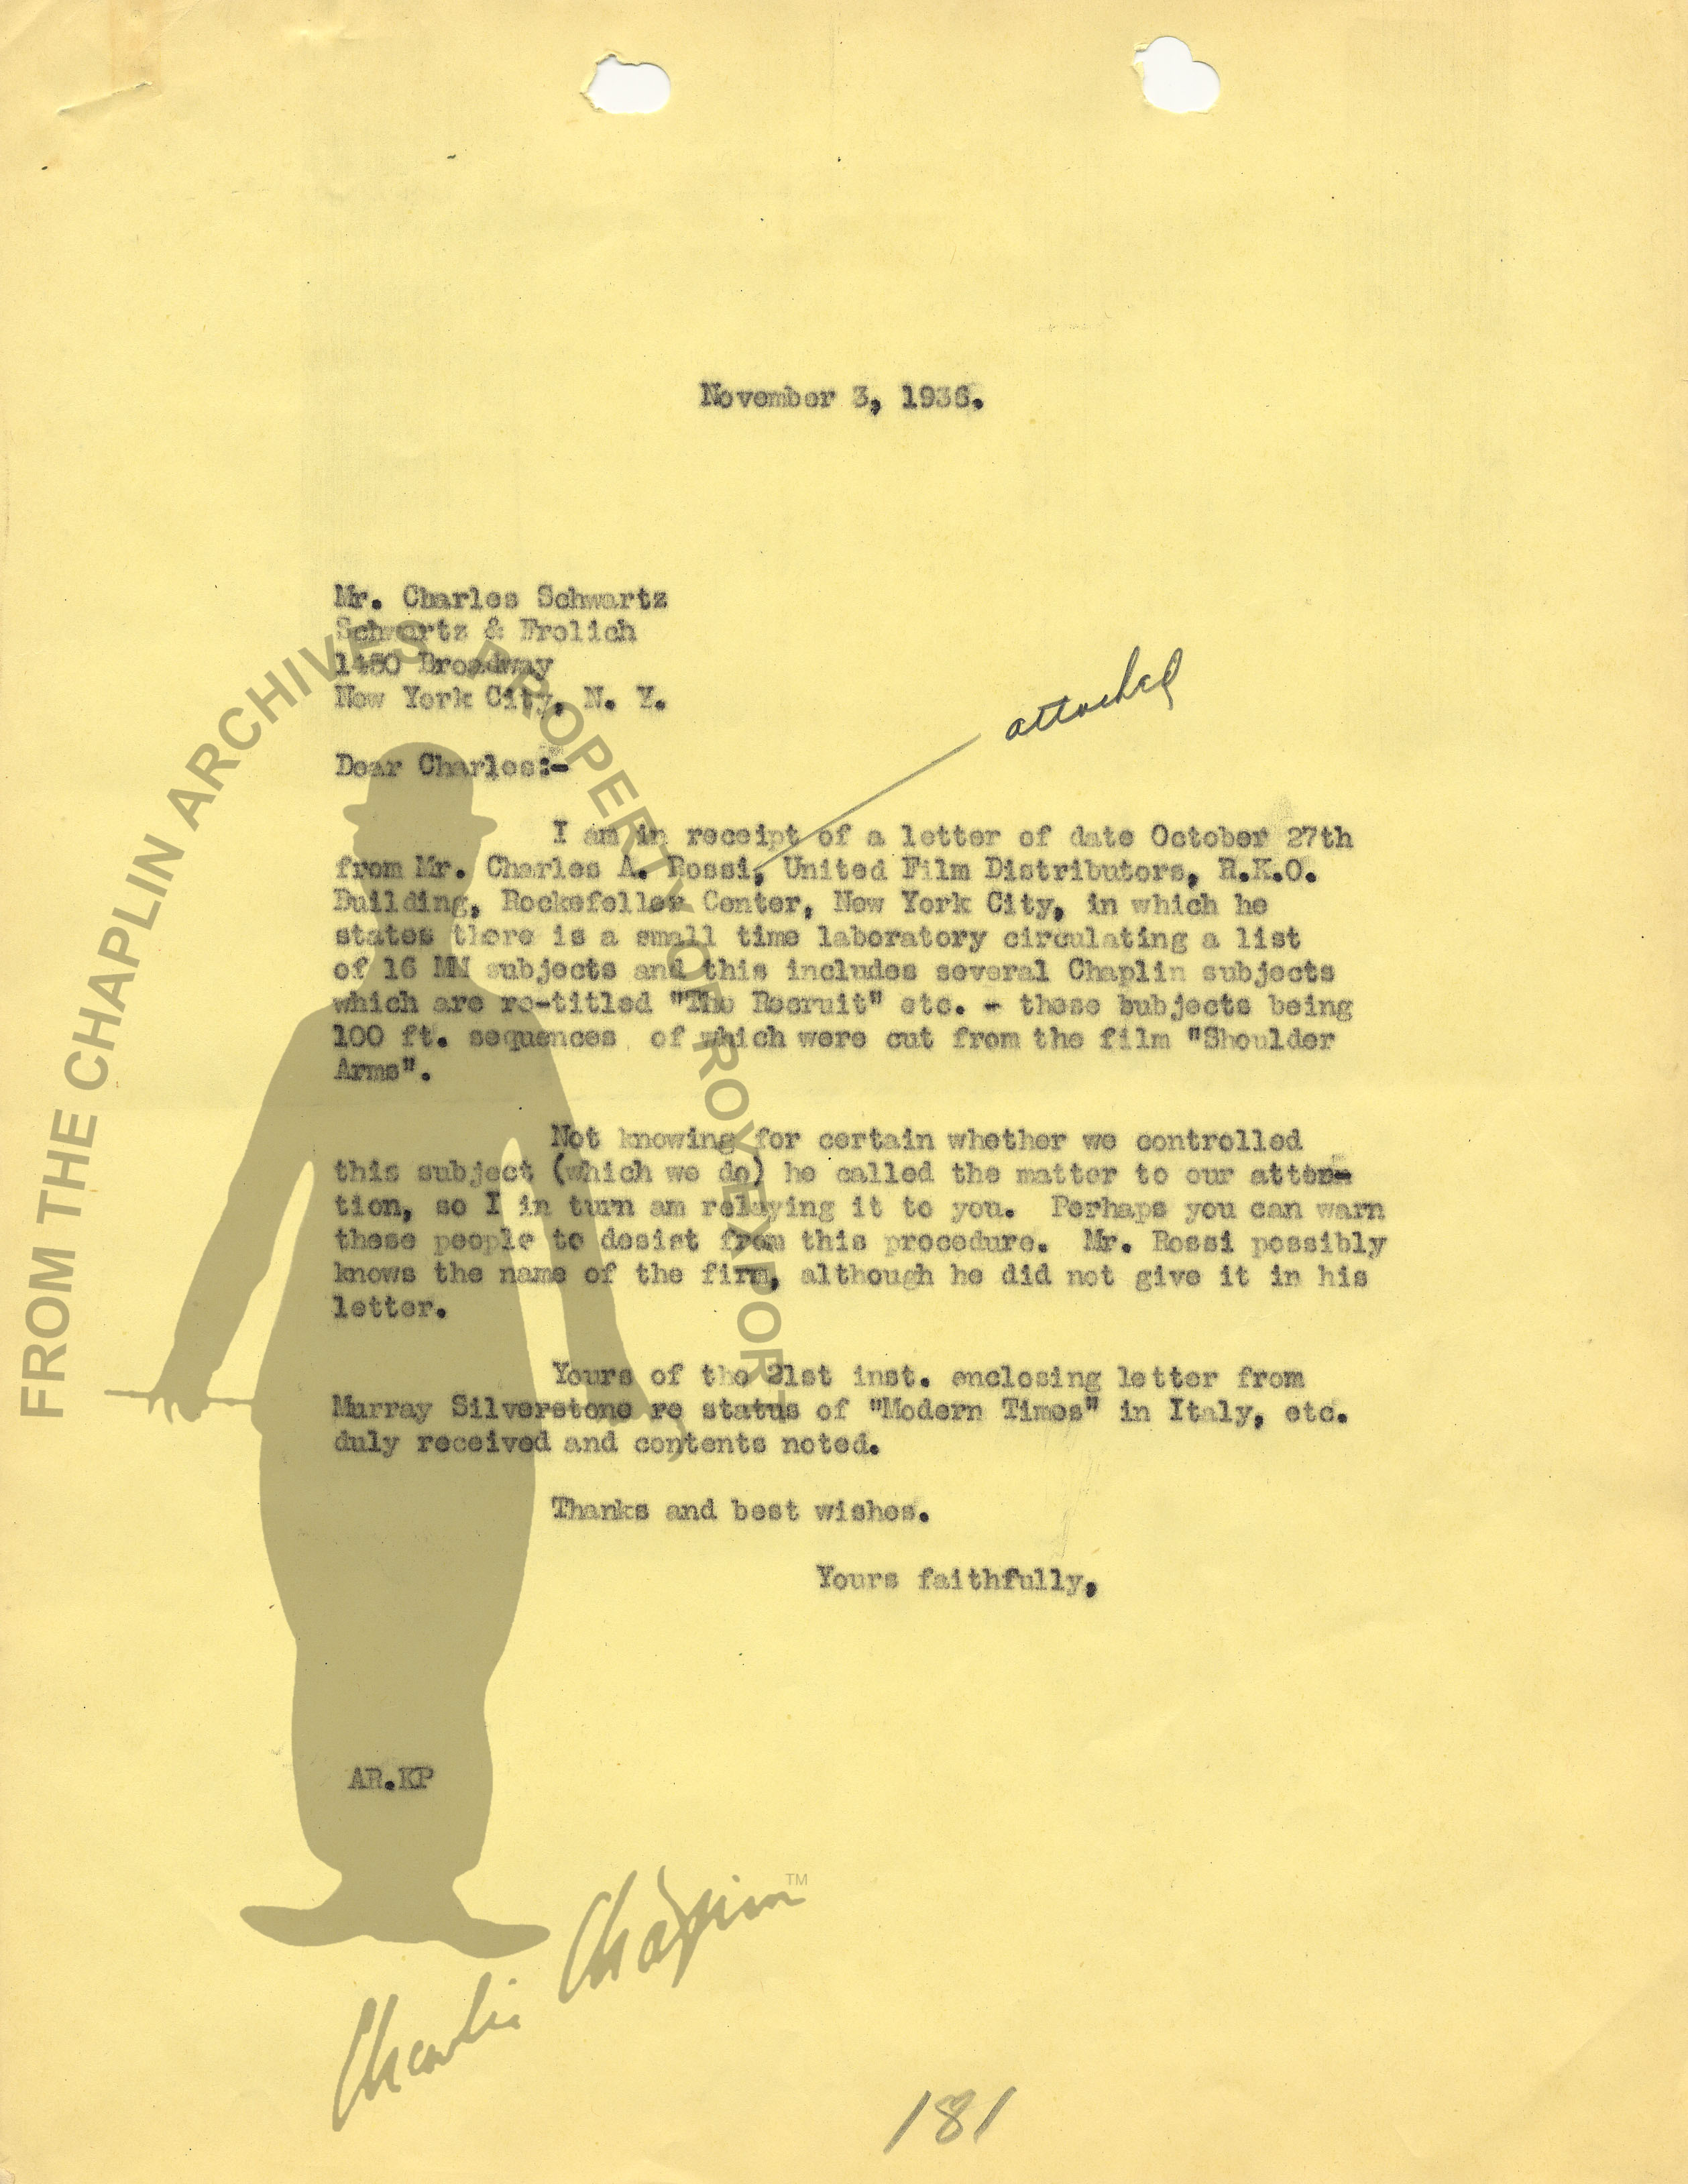 November 3, 1936.
Mr. Charles Schwartz
Schwartz & Frolich
1450 Broadway
New York City, N. Y.
attached
Dear Charles:-
I am in receipt of a letter of date October 27th
from Mr. Charles A. Rossi, United Film Distributors, R.K.O.
Building, Rockefeller Center, New York City, in which he
states there is a small time laboratory circulating a list
of 16 MM subjects and this includes several Chaplin subjects
which are re-titled "The Recruit" etc. - these subjects being
100 ft. sequences of which were cut from the film "Shoulder
Arms".
Not knowing for certain whether we controlled
this subject (which we do) he called the matter to our atten-
tion, so I in turn am relaying it to you. Perhaps you can warn
these people to desist from this procedure. Mr. Rossi possibly
knows the name of the firm, although he did not give it in his
letter.
Yours of the 21st inst. enclosing letter from
Murray Silverstone re status of "Modern Times" in Italy, etc.
duly received and contents noted.
Thanks and best wishes.
Yours faithfully,
AR.KP
FROM THE CHAPLIN ARCHIVES PROPERTY OF ROY EXPORT
Charlie Chaplin TM
181